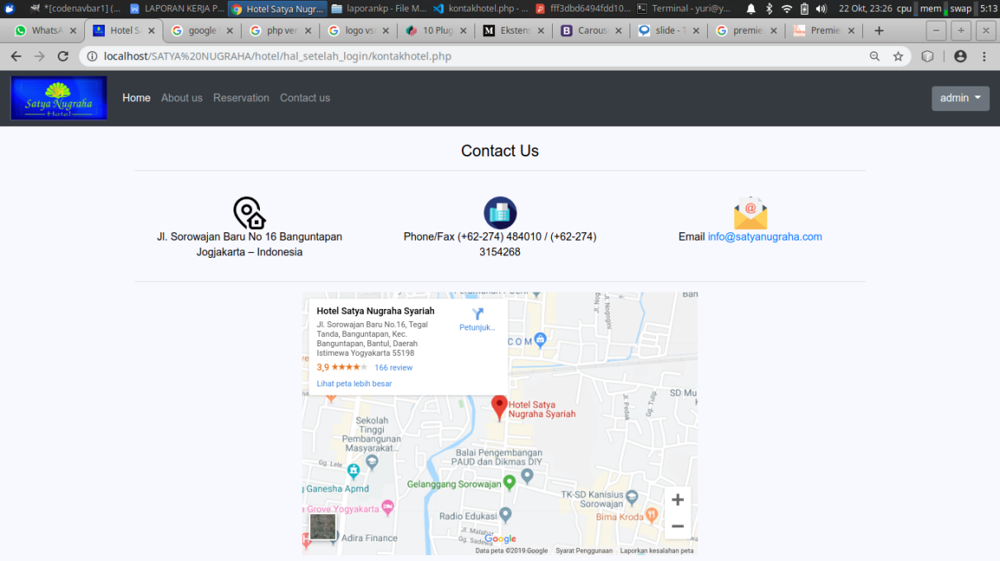 *[codenavbar1] (...
LAPORAN KERJA P...
Hotel Satya Nugr...
laporankp - File M...
kontakhotel.php - ...
fff3dbd6494fdd10...
Terminal - yuri@y...
22 Okt, 23:26 cpu mem swap 5:13
WhatsA
Hotel S
google
php ver
logo vs
10 Plug
Ekstens
Carous
slide - T
premie
Premie
localhost/SATYA%20NUGRAHA/hotel/hal_setelah_login/kontakhotel.php
Satya Nugraha
Hotel
Home About us Reservation Contact us
admin
Contact Us
Jl. Sorowajan Baru No 16 Banguntapan
Jogjakarta – Indonesia
Phone/Fax (+62-274) 484010 / (+62-274)
3154268
Email info@satyanugraha.com
Hotel Satya Nugraha Syariah
Jl. Sorowajan Baru No.16, Tegal
Tanda, Banguntapan, Kec.
Banguntapan, Bantul, Daerah
Istimewa Yogyakarta 55198
3,9 166 review
Lihat peta lebih besar
Petunjuk...
COM
Jl. Nogogini
SD Mu
Jl. Pedak
Gg. Tulip
Hotel Satya
Nugraha Syariah
Sekolah
Tinggi
Pembangunan
Masyarakat...
Gg. Lele
Ganesha Apmd
Balai Pengembangan
PAUD dan Dikmas DIY
Gelanggang Sorowajan
TK-SD Kanisius
Sorowajan
Grove Yogyakarta
Radio Edukasi
Bima Kroda
Jl. Malahar
Gg. Sadewa
Adira Finance
Google
Data peta ©2019 Google Syarat Penggunaan Laporkan kesalahan peta